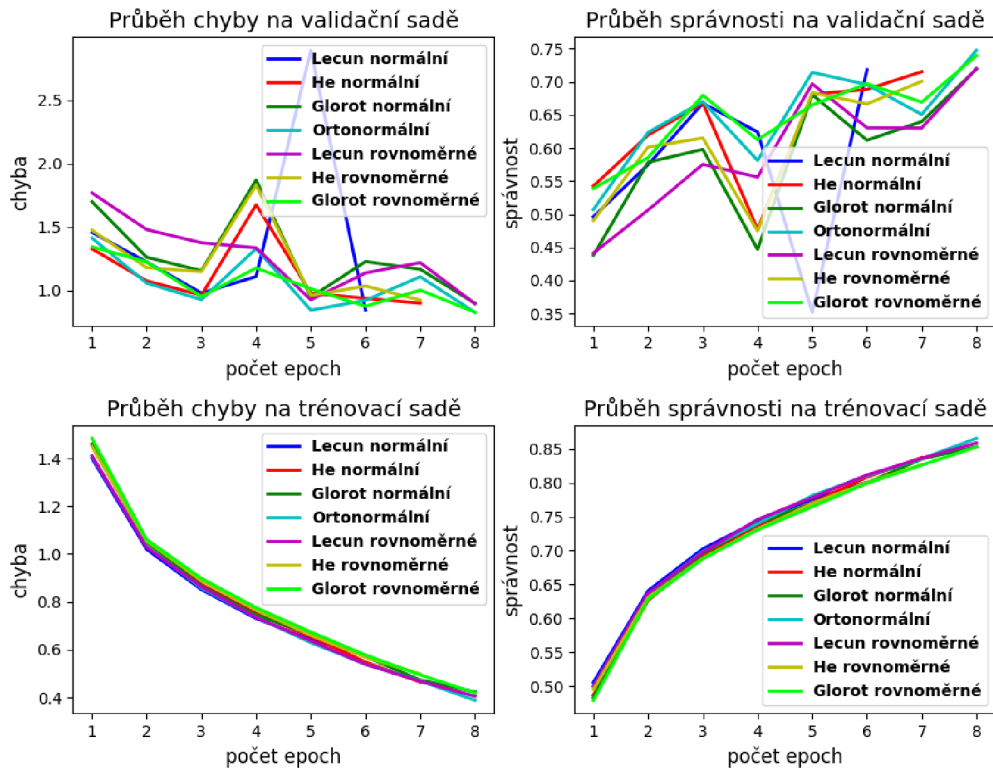 Průběh chyby na validační sadě
chyba
2.5
2.0
1.5
1.0
Lecun normální
He normální
Glorot normální
Ortonormální
Lecun rovnoměrné
He rovnoměrné
Glorot rovnoměrné
1 2 3 4 5 6 7 8
počet epoch
Průběh správnosti na validační sadě
správnost
0.75
0.70
0.65
0.60
0.55
0.50
0.45
0.40
0.35
Lecun normální
He normální
Glorot normální
Ortonormální
Lecun rovnoměrné
He rovnoměrné
Glorot rovnoměrné
1 2 3 4 5 6 7 8
počet epoch
Průběh chyby na trénovací sadě
chyba
1.4
1.2
1.0
0.8
0.6
0.4
Lecun normální
He normální
Glorot normální
Ortonormální
Lecun rovnoměrné
He rovnoměrné
Glorot rovnoměrné
1 2 3 4 5 6 7 8
počet epoch
Průběh správnosti na trénovací sadě
správnost
0.85
0.80
0.75
0.70
0.65
0.60
0.55
0.50
Lecun normální
He normální
Glorot normální
Ortonormální
Lecun rovnoměrné
He rovnoměrné
Glorot rovnoměrné
1 2 3 4 5 6 7 8
počet epoch